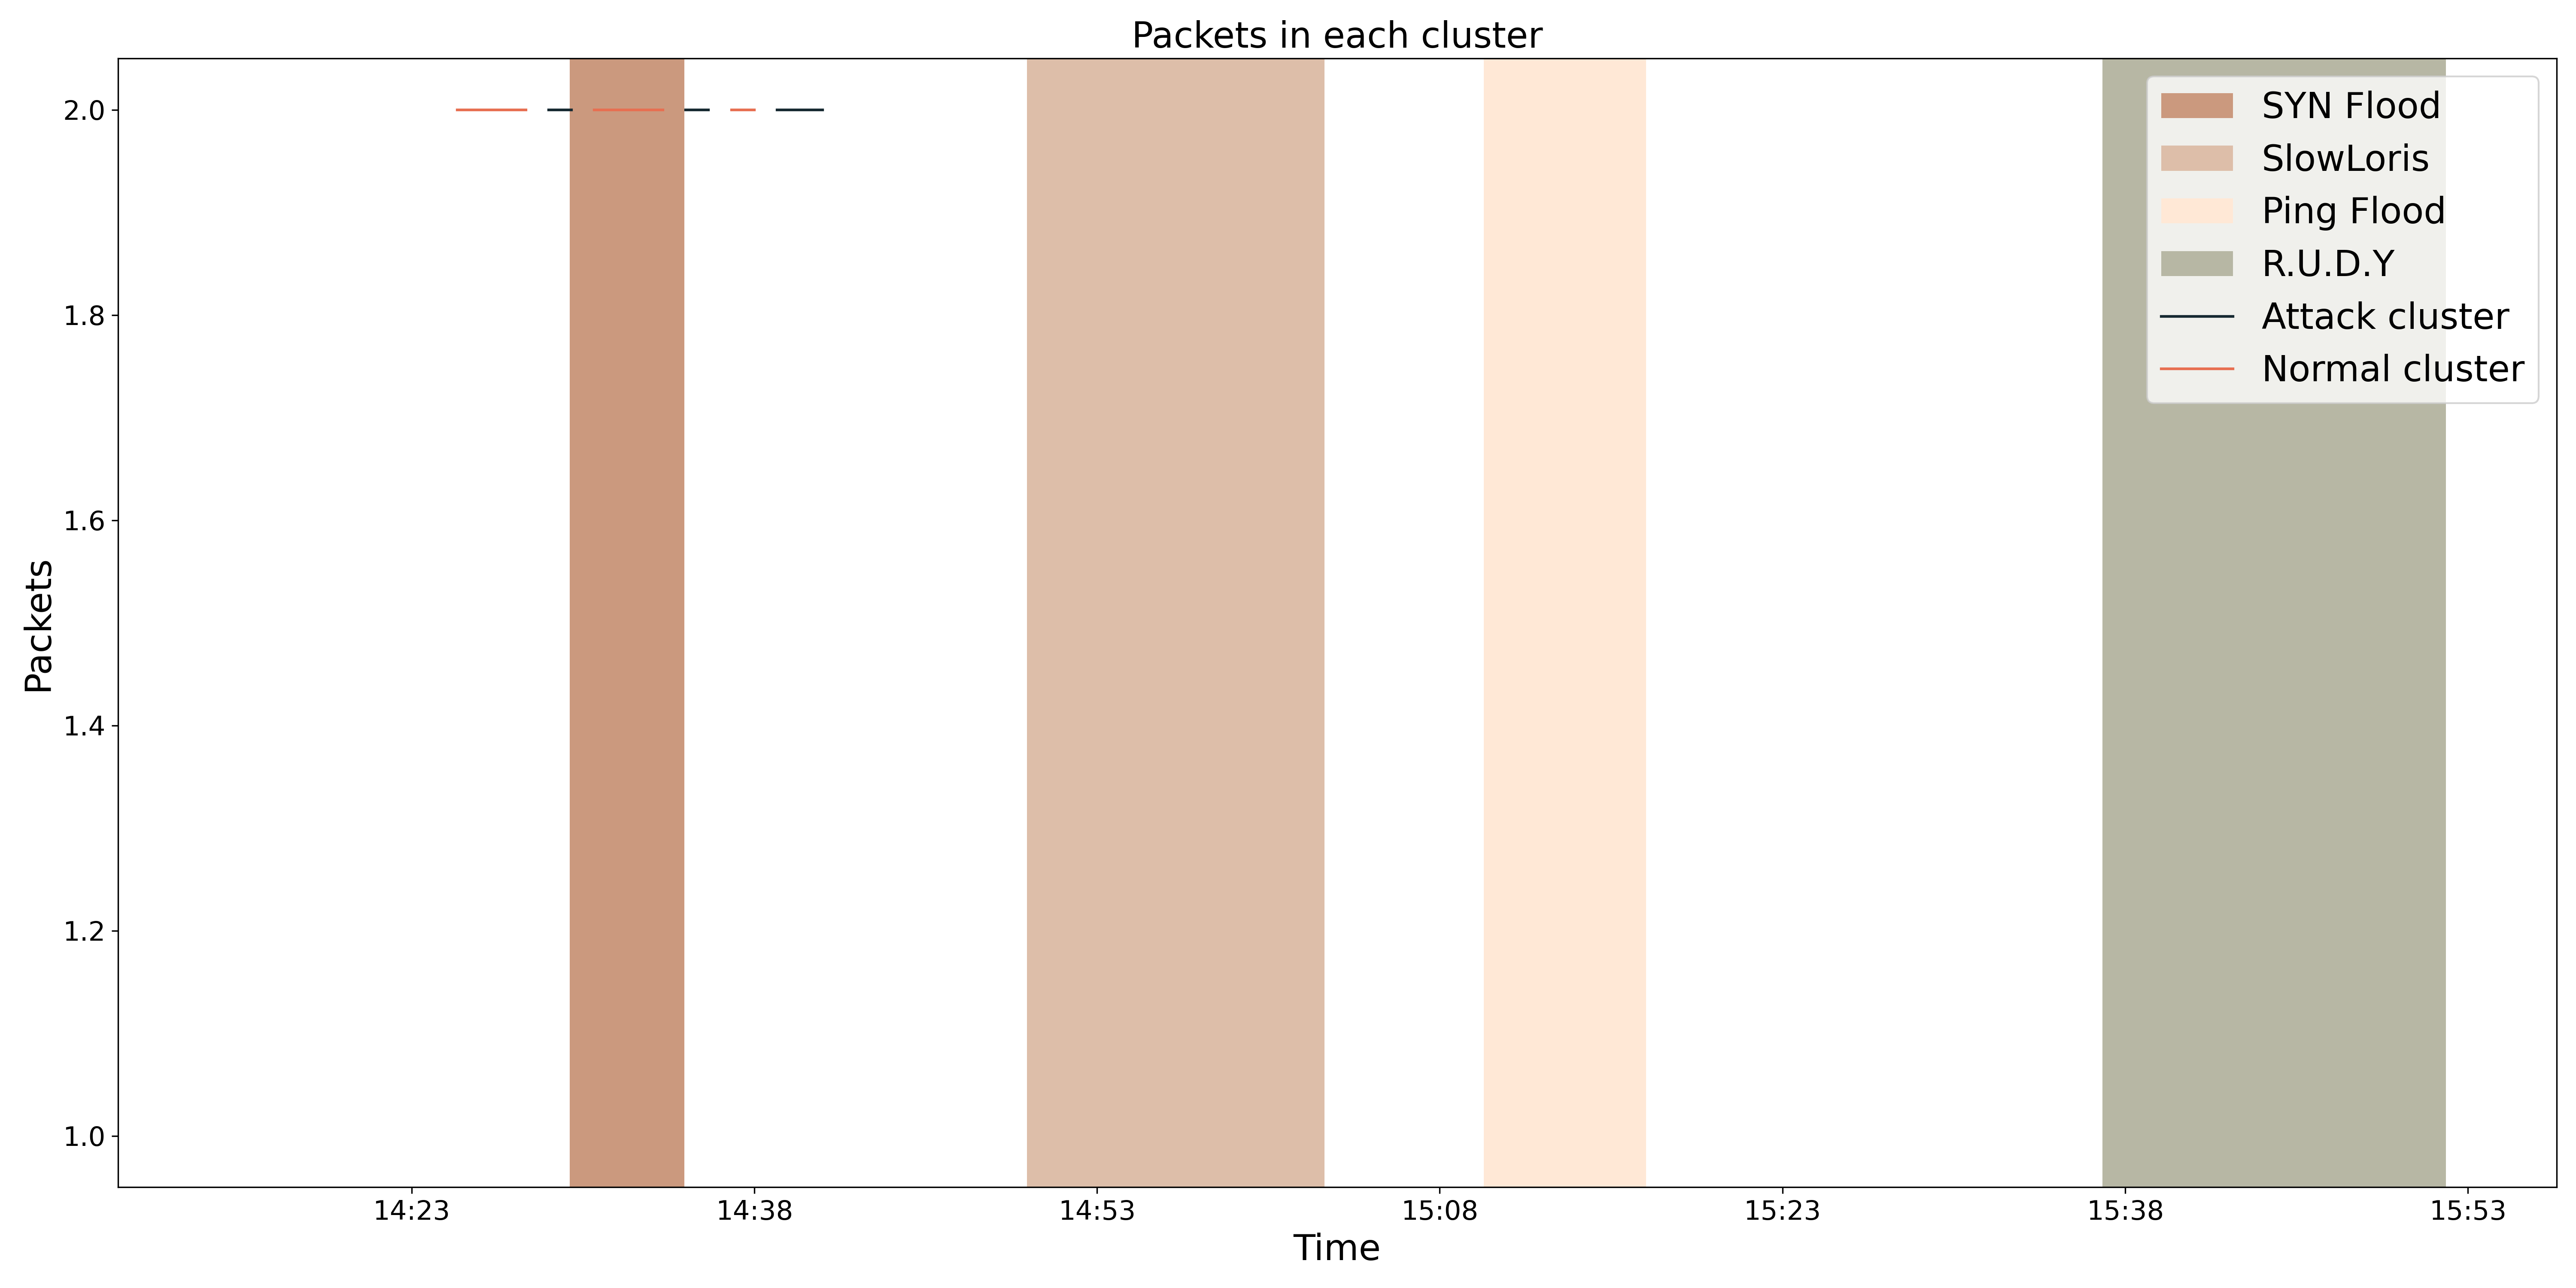 Packets in each cluster
2.0
1.8
1.6
1.4
1.2
1.0
Packets
SYN Flood
SlowLoris
Ping Flood
R.U.D.Y
Attack cluster
Normal cluster
14:23 14:38 14:53 15:08 15:23 15:38 15:53
Time